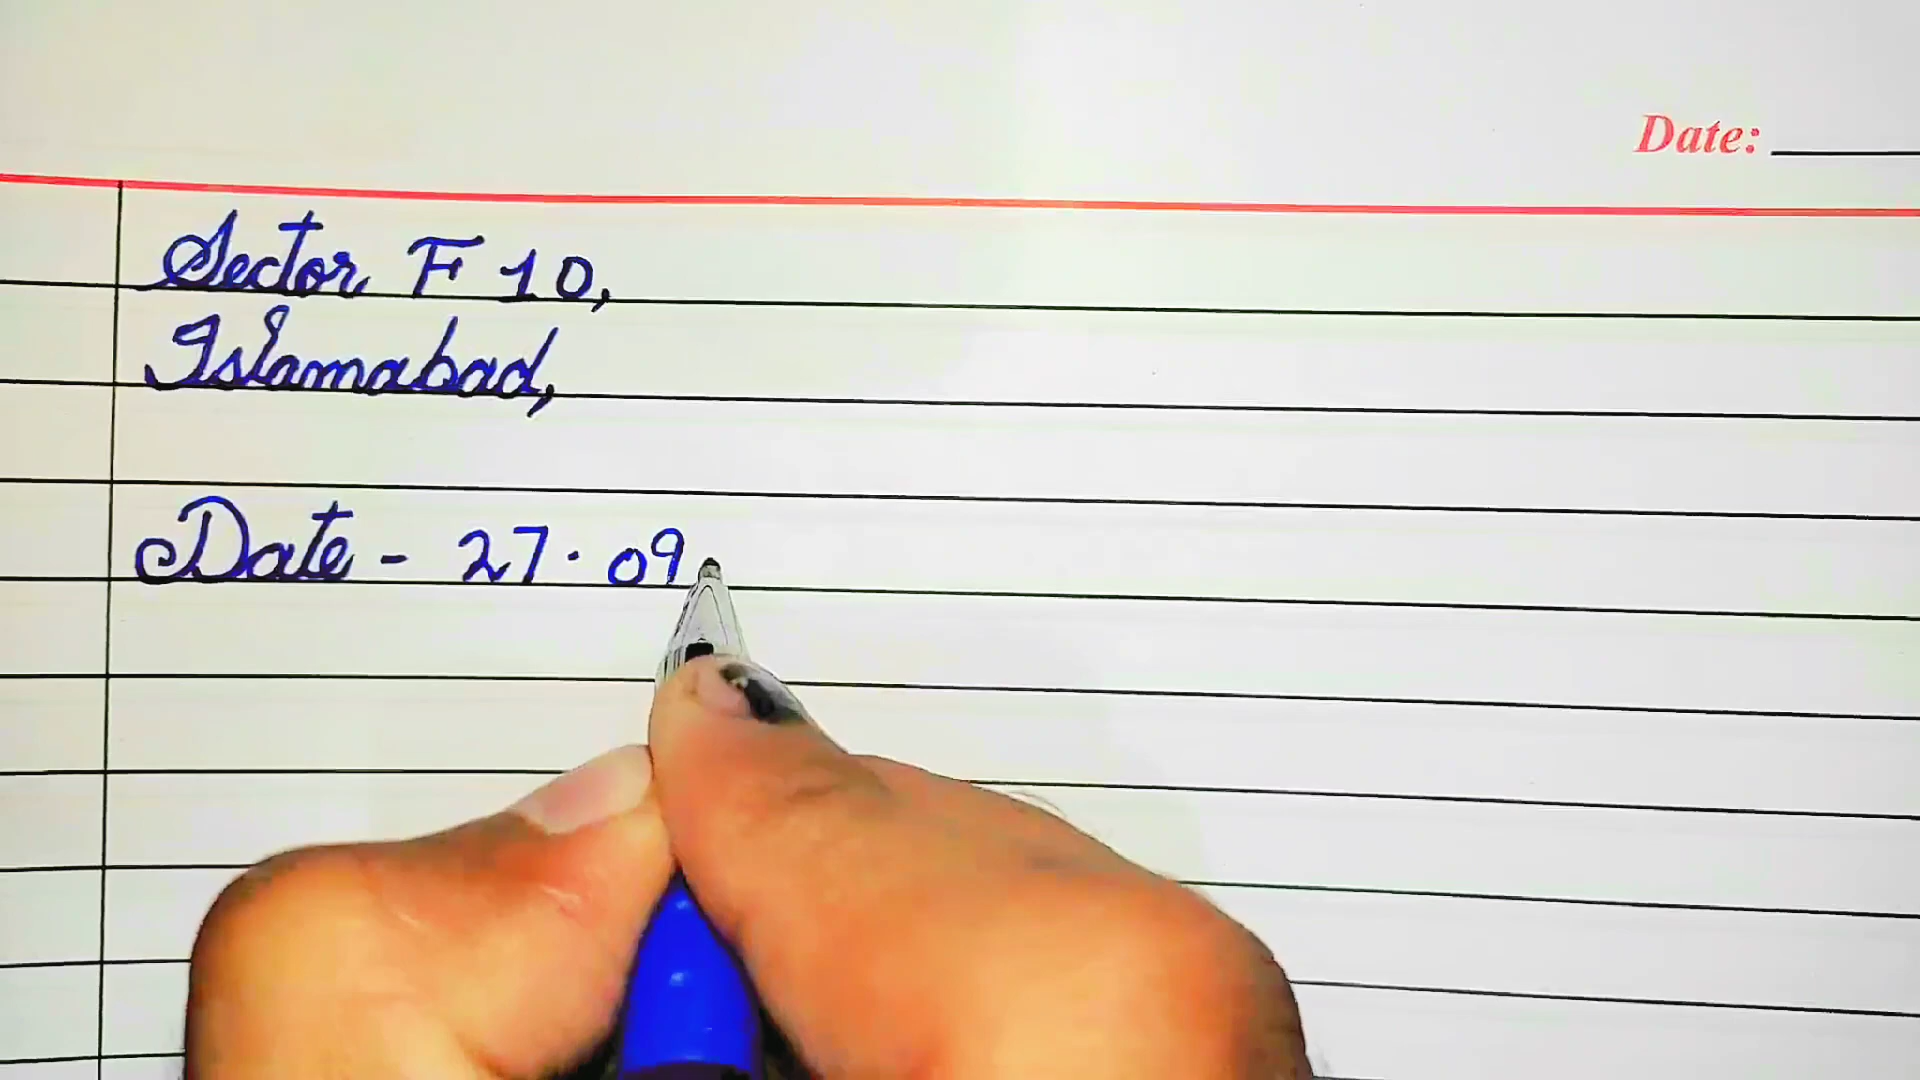 Date:
Sector F 10,
Islamabad,
Date - 27.09